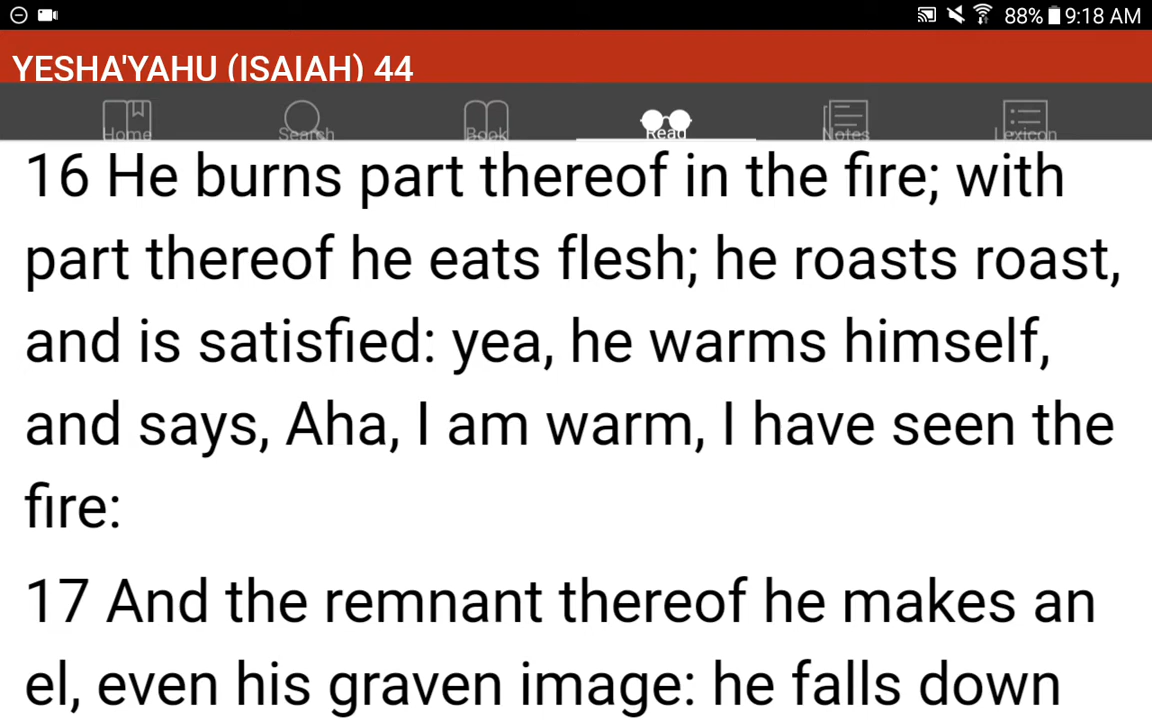 88% 9:18 AM
YESHA'YAHU (ISAIAH) 44
Home Search Book Read Notes Lexicon
16 He burns part thereof in the fire; with
part thereof he eats flesh; he roasts roast,
and is satisfied: yea, he warms himself,
and says, Aha, I am warm, I have seen the
fire:
17 And the remnant thereof he makes an
el, even his graven image: he falls down